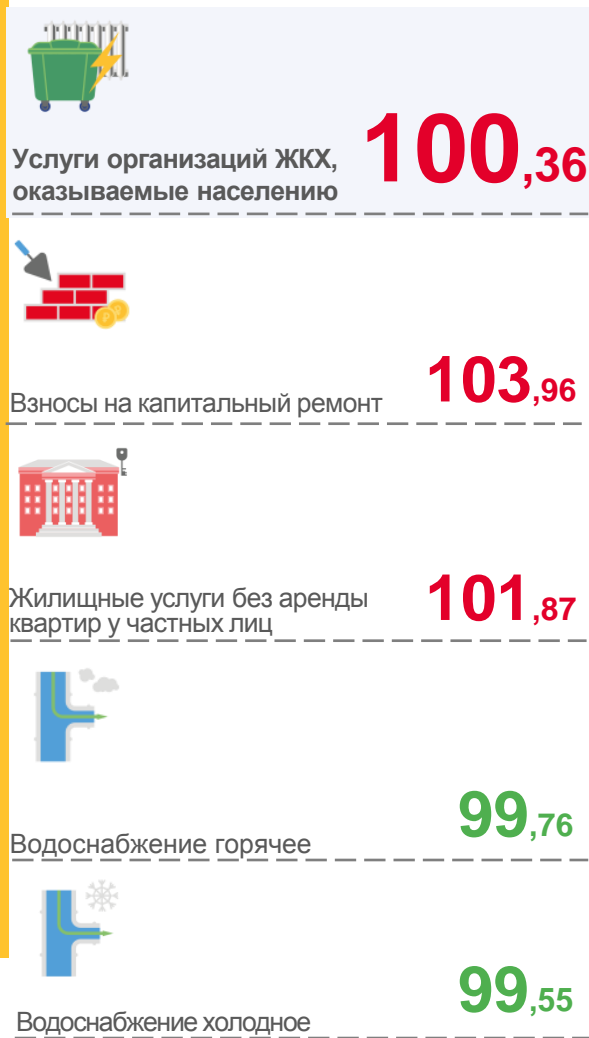 Услуги организаций ЖКХ,
оказываемые населению
100,36
Взносы на капитальный ремонт
103,96
Жилищные услуги без аренды
квартир у частных лиц
101,87
Водоснабжение горячее
99,76
Водоснабжение холодное
99,55